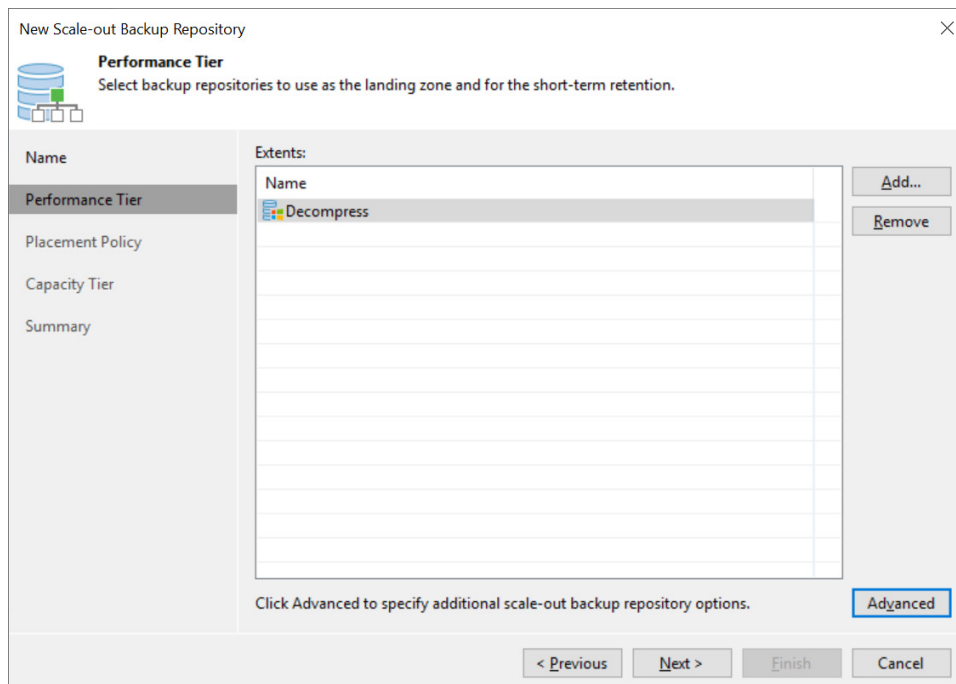 New Scale-out Backup Repository
Performance Tier
Select backup repositories to use as the landing zone and for the short-term retention.
Name
Performance Tier
Placement Policy
Capacity Tier
Summary
Extents:
Name
Decompress
Add...
Remove
Click Advanced to specify additional scale-out backup repository options.
Advanced
< Previous
Next >
Finish
Cancel